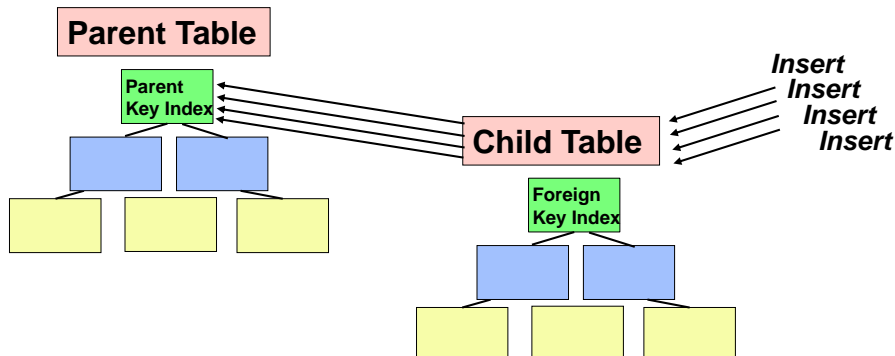 Parent Table
Parent
Key Index
Insert
Insert
Insert
Insert
Child Table
Foreign
Key Index